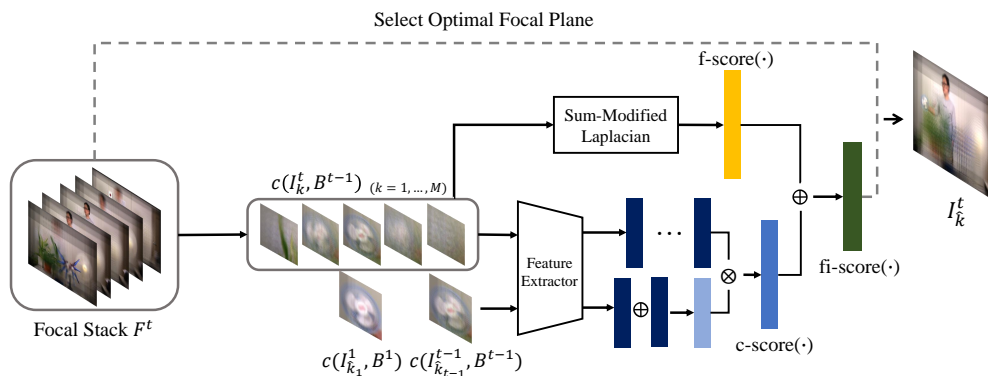 Select Optimal Focal Plane
f-score(·)
Sum-Modified
Laplacian
c(I_k^t, B^{t-1}) (k = 1, ..., M)
I_{\hat{k}}^t
Feature
Extractor
fi-score(·)
Focal Stack F^t
c(I_{\hat{k}_1}^1, B^1) c(I_{\hat{k}_{t-1}}^{t-1}, B^{t-1})
c-score(·)